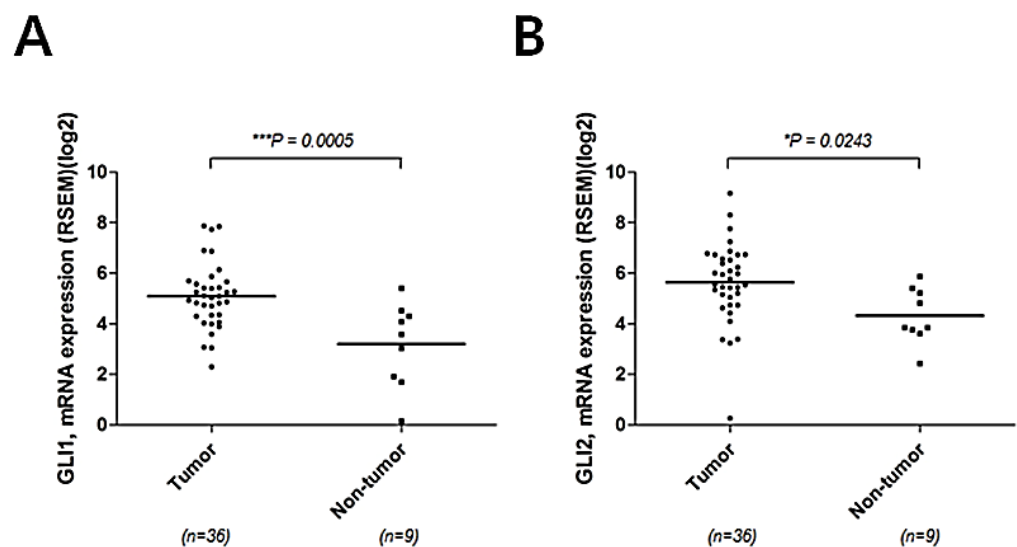 A
B
GLI1, mRNA expression (RSEM)(log2)
***P = 0.0005
10
8
6
4
2
0
Tumor
Non-tumor
(n=36)
(n=9)
GLI2, mRNA expression (RSEM)(log2)
*P = 0.0243
10
8
6
4
2
0
Tumor
Non-tumor
(n=36)
(n=9)